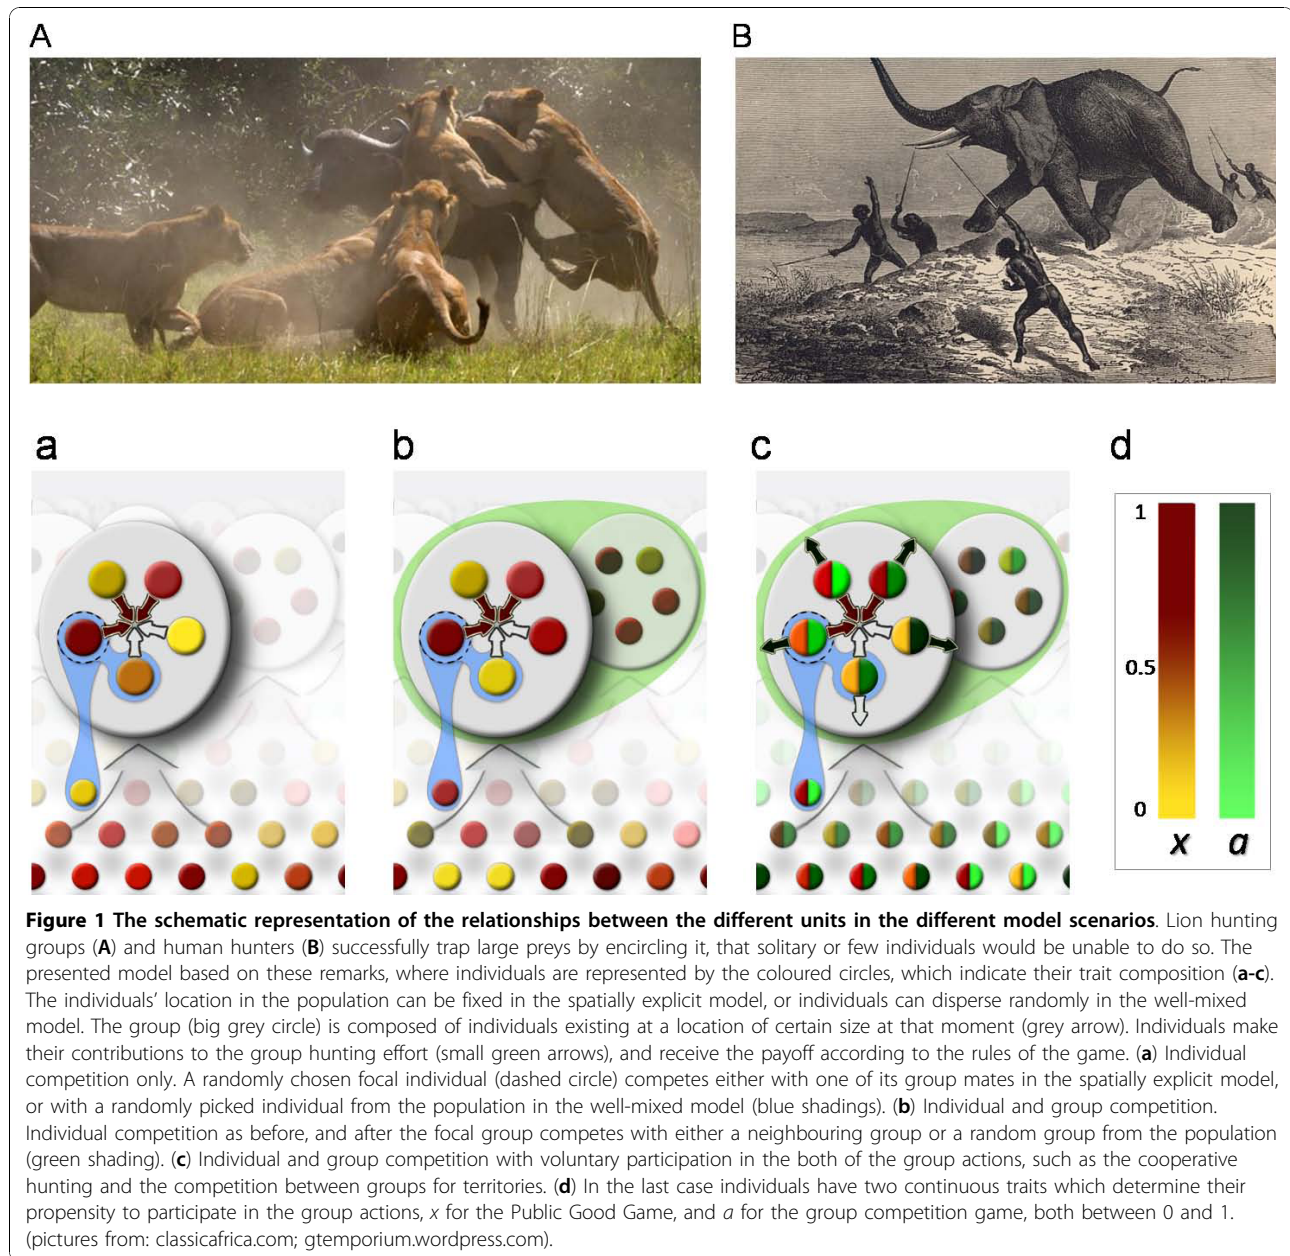 A
B
a
b
c
d
1
0.5
0
x
a
Figure 1 The schematic representation of the relationships between the different units in the different model scenarios. Lion hunting
groups (A) and human hunters (B) successfully trap large preys by encircling it, that solitary or few individuals would be unable to do so. The
presented model based on these remarks, where individuals are represented by the coloured circles, which indicate their trait composition (a-c).
The individuals' location in the population can be fixed in the spatially explicit model, or individuals can disperse randomly in the well-mixed
model. The group (big grey circle) is composed of individuals existing at a location of certain size at that moment (grey arrow). Individuals make
their contributions to the group hunting effort (small green arrows), and receive the payoff according to the rules of the game. (a) Individual
competition only. A randomly chosen focal individual (dashed circle) competes either with one of its group mates in the spatially explicit model,
or with a randomly picked individual from the population in the well-mixed model (blue shadings). (b) Individual and group competition.
Individual competition as before, and after the focal group competes with either a neighbouring group or a random group from the population
(green shading). (c) Individual and group competition with voluntary participation in the both of the group actions, such as the cooperative
hunting and the competition between groups for territories. (d) In the last case individuals have two continuous traits which determine their
propensity to participate in the group actions, x for the Public Good Game, and a for the group competition game, both between 0 and 1.
(pictures from: classicafrica.com; gtemporium.wordpress.com).